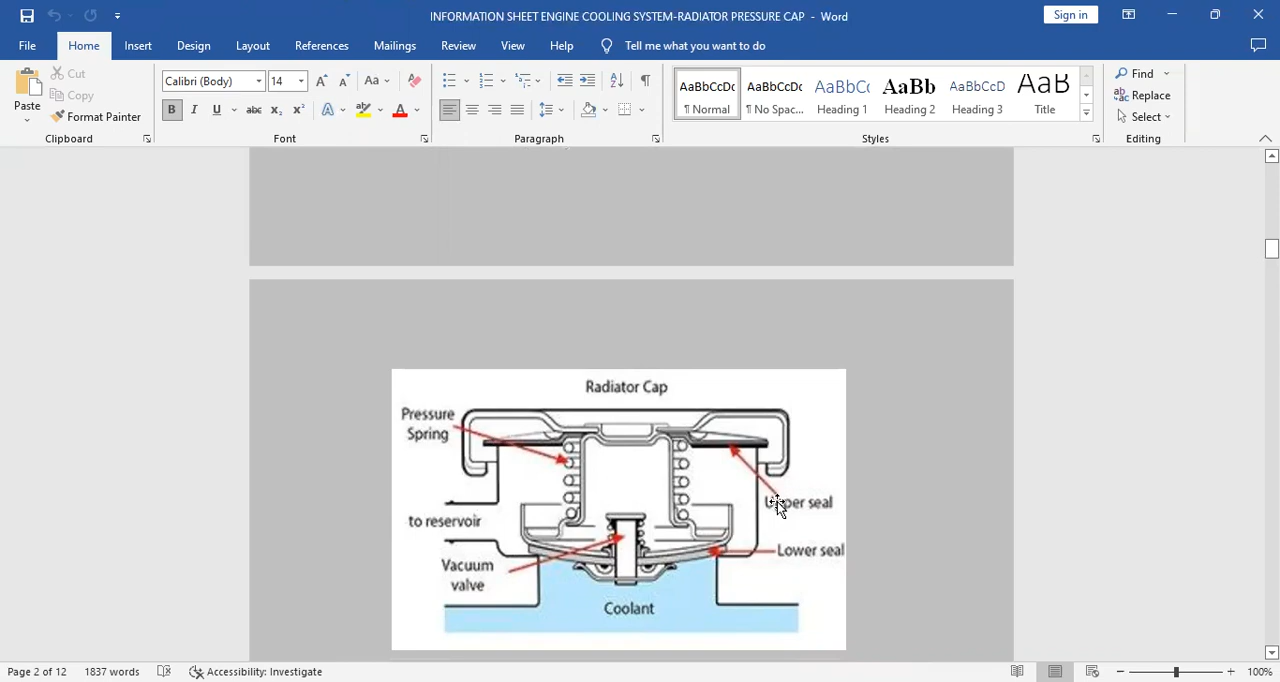 INFORMATION SHEET ENGINE COOLING SYSTEM-RADIATOR PRESSURE CAP - Word
Sign in
File Home Insert Design Layout References Mailings Review View Help Tell me what you want to do
Paste
Cut
Copy
Format Painter
Clipboard
Calibri (Body) 14
Font
Paragraph
AaBbCcDc AaBbCcDc AaBbCc AaBb AaBbCcD AaB
¶ Normal ¶ No Spac... Heading 1 Heading 2 Heading 3 Title
Styles
Find
Replace
Select
Editing
Radiator Cap
Pressure
Spring
Upper seal
to reservoir
Lower seal
Vacuum
valve
Coolant
Page 2 of 12 1837 words Accessibility: Investigate 100%